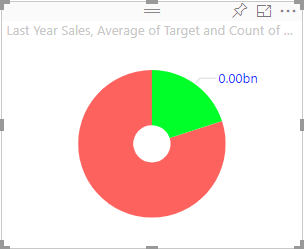 Last Year Sales, Average of Target and Count of ...
0.00bn